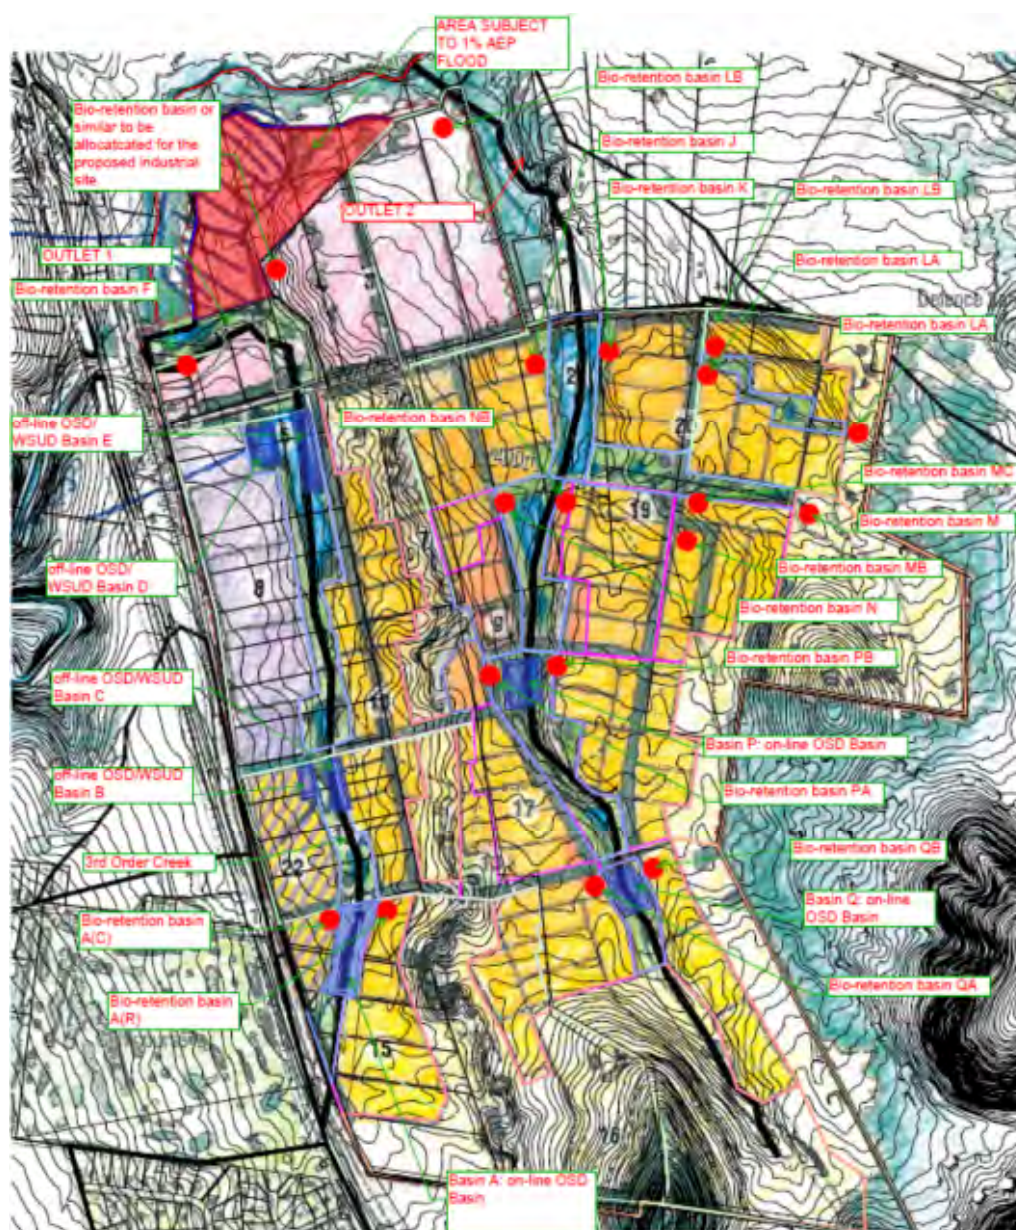 AREA SUBJECT
TO 1% AEP
FLOOD
Bio-retention basin LB
Bio-retention basin or
similar to be
allocatcated for the
proposed industrial
site
Bio-retention basin J
Bio-retention basin K
Bio-retention basin LB
OUTLET 2
OUTLET 1
Bio-retention basin LA
Bio-retention basin F
Bio-retention basin LA
off-line OSD/
WSUD Basin E
Bio-retention basin NB
Bio-retention basin MC
Bio-retention basin M
19
off-line OSD/
WSUD Basin D
Bio-retention basin MB
Bio-retention basin N
Bio-retention basin PB
off-line OSD/WSUD
Basin C
Basin P: on-line OSD Basin
off-line OSD/WSUD
Basin B
Bio-retention basin PA
17
3rd Order Creek
22
Bio-retention basin QB
Basin Q: on-line
OSD Basin
Bio-retention basin
A(C)
Bio-retention basin QA
Bio-retention basin
A(R)
15
16
Basin A: on-line OSD
Basin